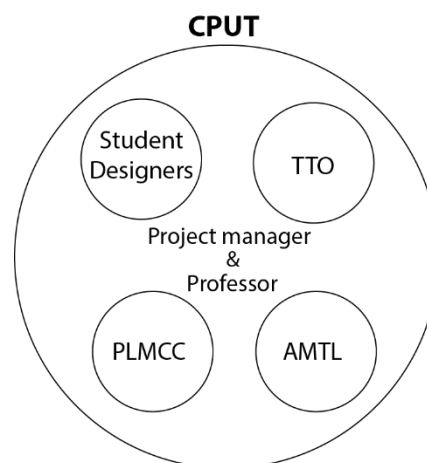 CPUT
Student
Designers
TTO
Project manager
&
Professor
PLMCC
AMTL